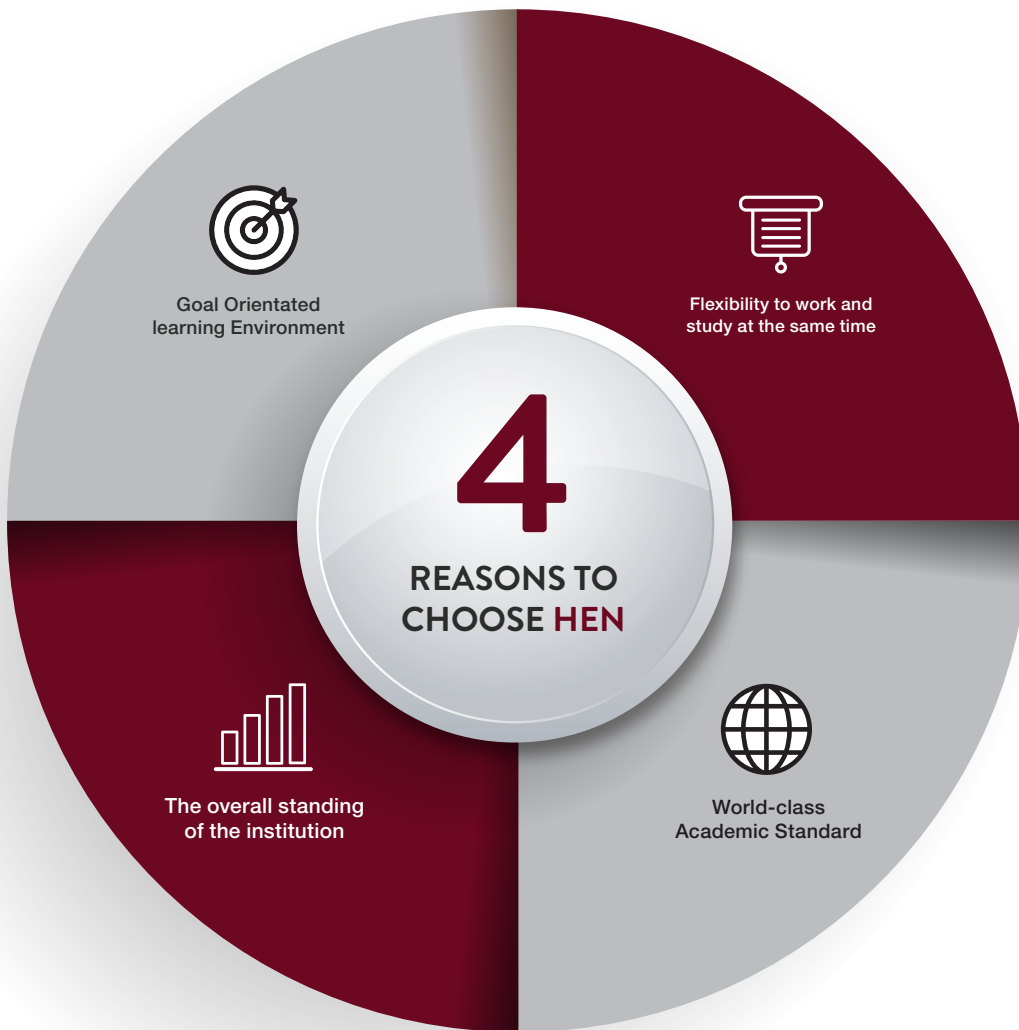 Goal Orientated
learning Environment
Flexibility to work and
study at the same time
4
REASONS TO
CHOOSE HEN
The overall standing
of the institution
World-class
Academic Standard